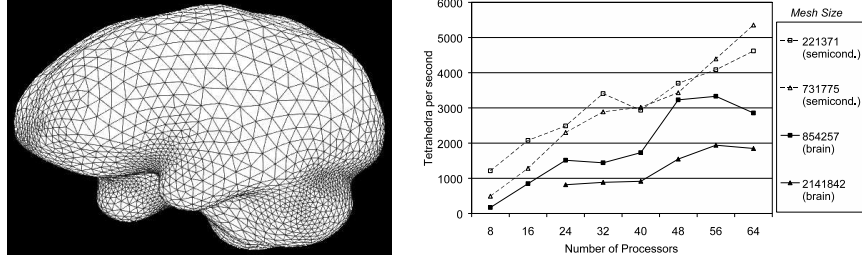 6000
5000
4000
3000
2000
1000
0
Tetrahedra per second
8 16 24 32 40 48 56 64
Number of Processors
Mesh Size
221371
(semicond.)
731775
(semicond.)
854257
(brain)
2141842
(brain)